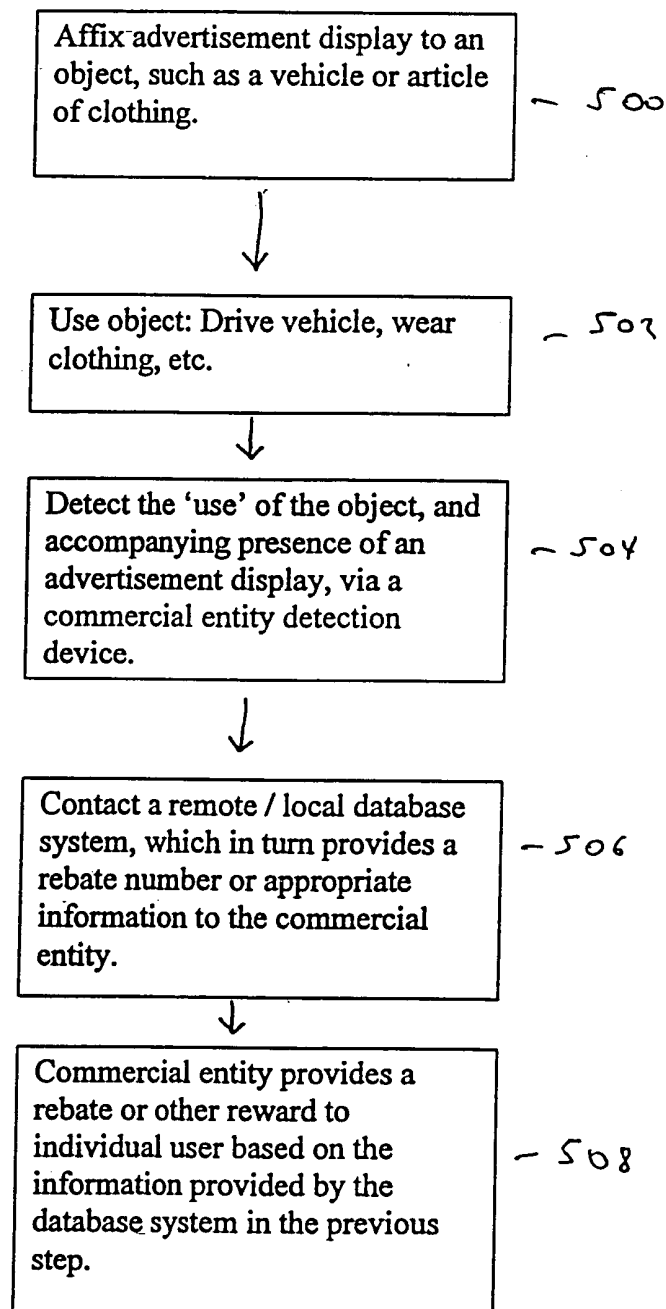 Affix advertisement display to an
object, such as a vehicle or article
of clothing.
- 500
Use object: Drive vehicle, wear
clothing, etc.
- 502
Detect the ‘use’ of the object, and
accompanying presence of an
advertisement display, via a
commercial entity detection
device.
- 504
Contact a remote / local database
system, which in turn provides a
rebate number or appropriate
information to the commercial
entity.
- 506
Commercial entity provides a
rebate or other reward to
individual user based on the
information provided by the
database system in the previous
step.
- 508